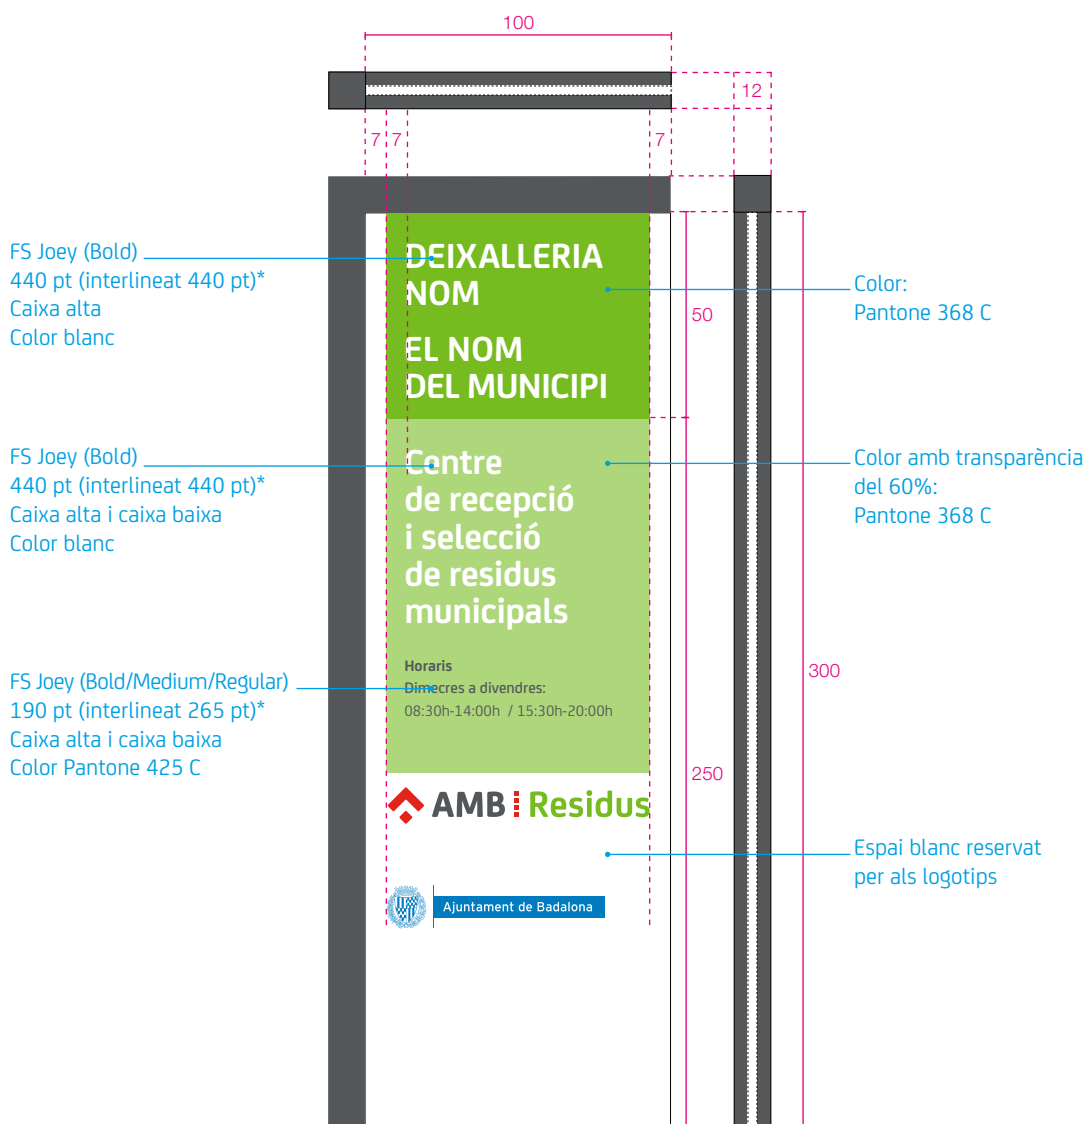 100
12
7 7 7
FS Joey (Bold)
440 pt (interlineat 440 pt)*
Caixa alta
Color blanc
DEIXALLERIA
NOM
EL NOM
DEL MUNICIPI
Color:
Pantone 368 C
50
FS Joey (Bold)
440 pt (interlineat 440 pt)*
Caixa alta i caixa baixa
Color blanc
Centre
de recepció
i selecció
de residus
municipals
Color amb transparència
del 60%:
Pantone 368 C
FS Joey (Bold/Medium/Regular)
190 pt (interlineat 265 pt)*
Caixa alta i caixa baixa
Color Pantone 425 C
Horaris
Dimecres a divendres:
08:30h-14:00h / 15:30h-20:00h
300
250
AMB Residus
Espai blanc reservat
per als logotips
Ajuntament de Badalona